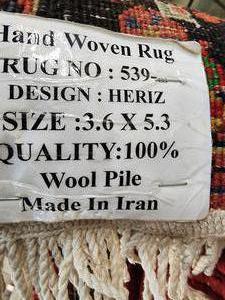 Hand Woven Rug
RUG NO : 539-
DESIGN : HERIZ
SIZE :3.6 X 5.3
QUALITY:100%
Wool Pile
Made In Iran